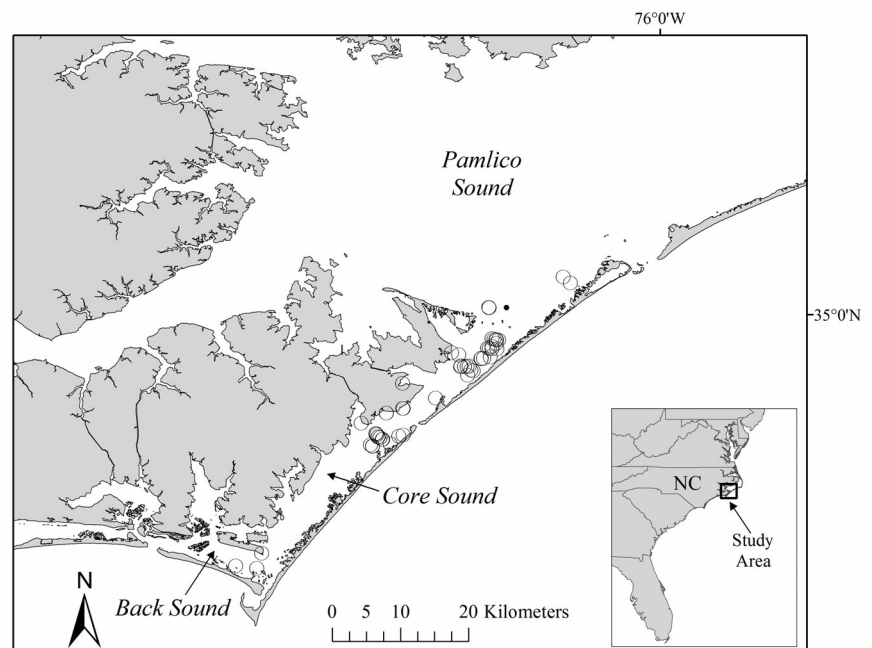 76°0'W
Pamlico
Sound
35°0'N
Core Sound
NC
Study
Area
N
Back Sound
0 5 10 20 Kilometers